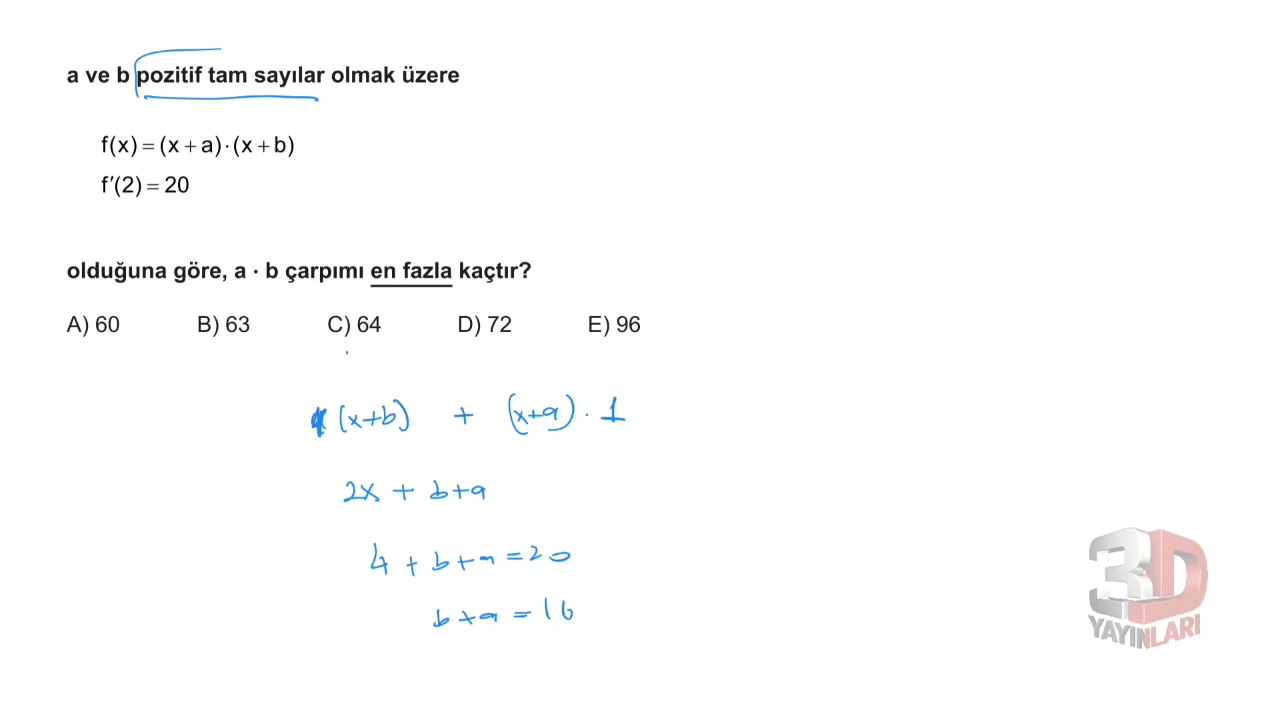 a ve b pozitif tam sayılar olmak üzere
f(x) = (x + a) · (x + b)
f′(2) = 20
olduğuna göre, a · b çarpımı en fazla kaçtır?
A) 60 B) 63 C) 64 D) 72 E) 96
1(x+b) + (x+a) · 1
2x + b+a
4 + b+a = 20
b+a = 16
3D
YAYINLARI